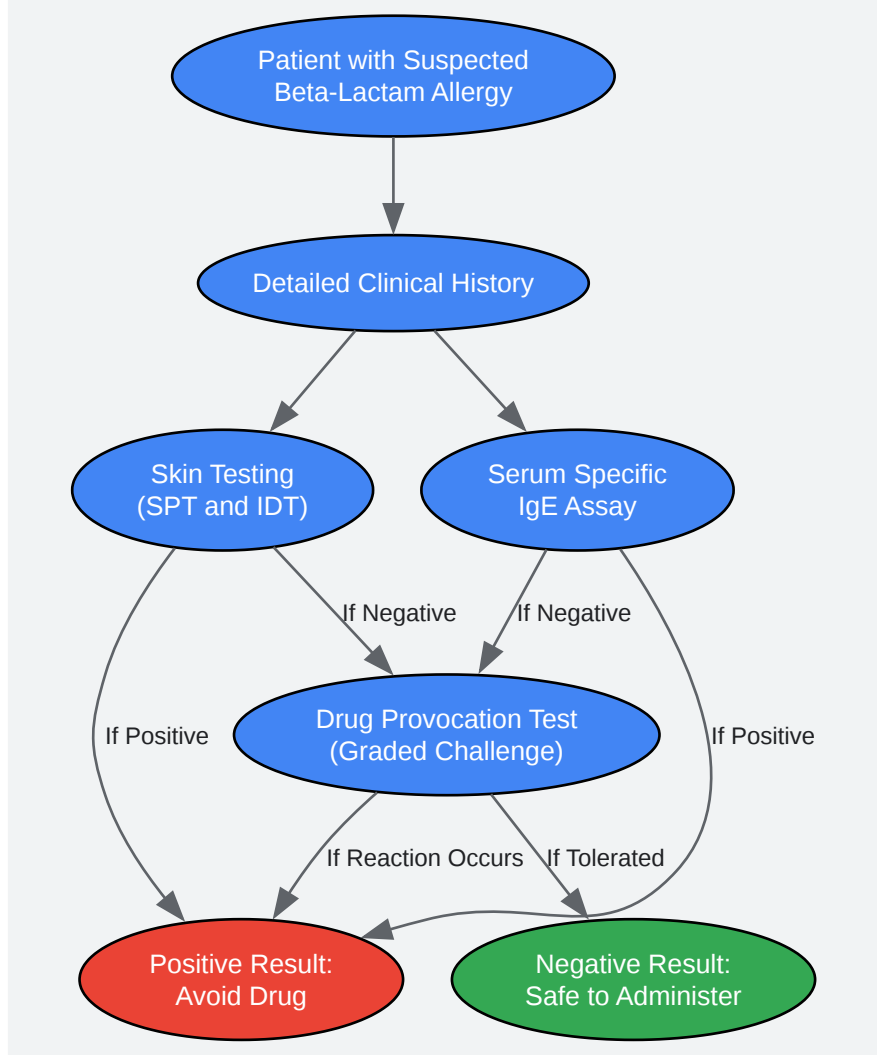 Patient with Suspected
Beta-Lactam Allergy
Detailed Clinical History
Skin Testing
(SPT and IDT)
Serum Specific
IgE Assay
If Negative
If Negative
Drug Provocation Test
(Graded Challenge)
If Positive
If Positive
If Reaction Occurs
If Tolerated
Positive Result:
Avoid Drug
Negative Result:
Safe to Administer